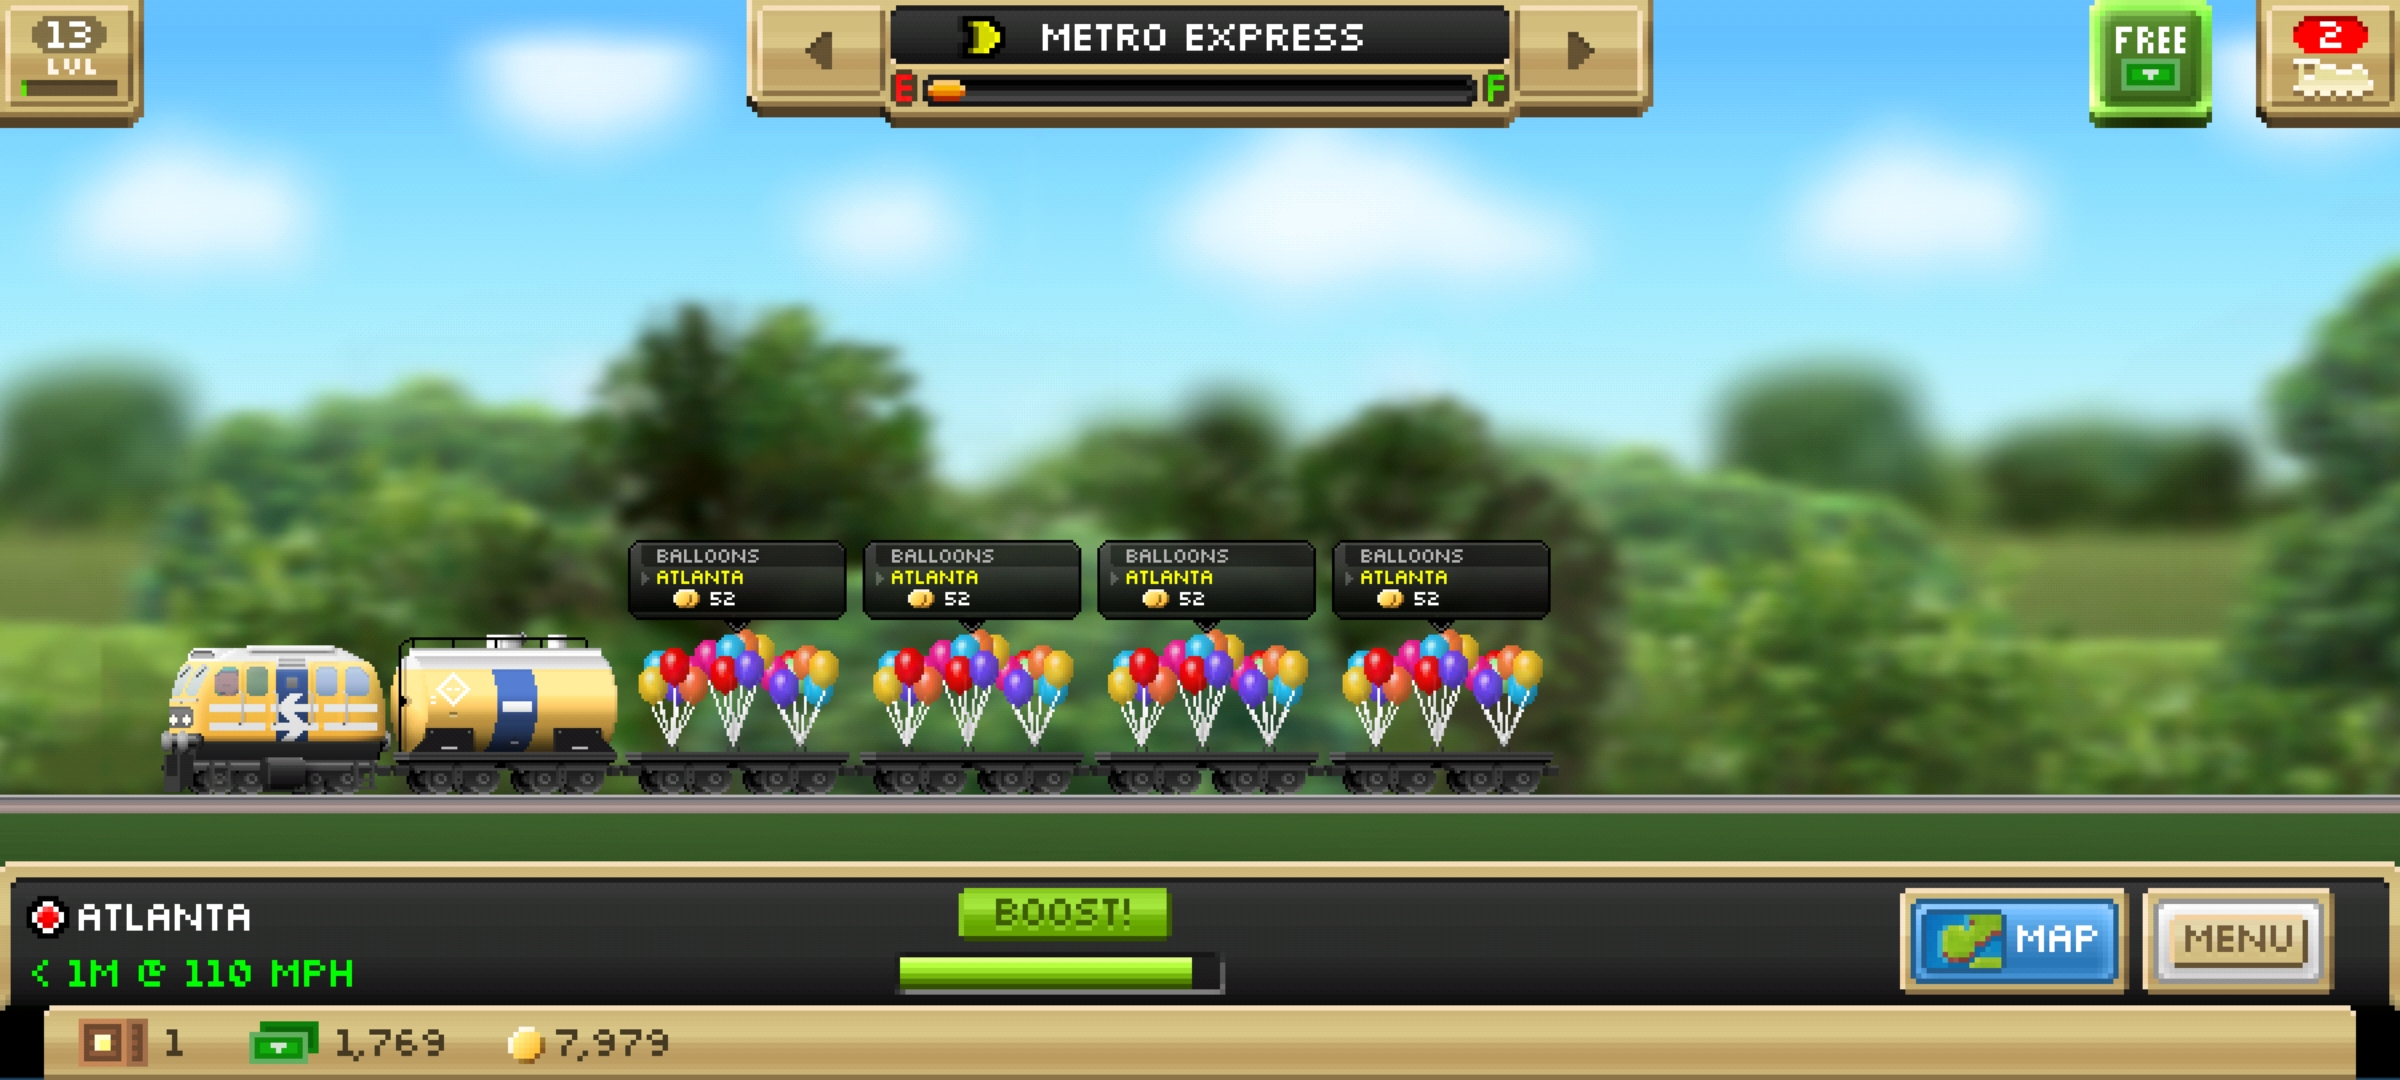 13
LVL
METRO EXPRESS
E F
FREE
2
BALLOONS
ATLANTA
52
BALLOONS
ATLANTA
52
BALLOONS
ATLANTA
52
BALLOONS
ATLANTA
52
ATLANTA
< 1M @ 110 MPH
BOOST!
MAP
MENU
1
1,769
7,979